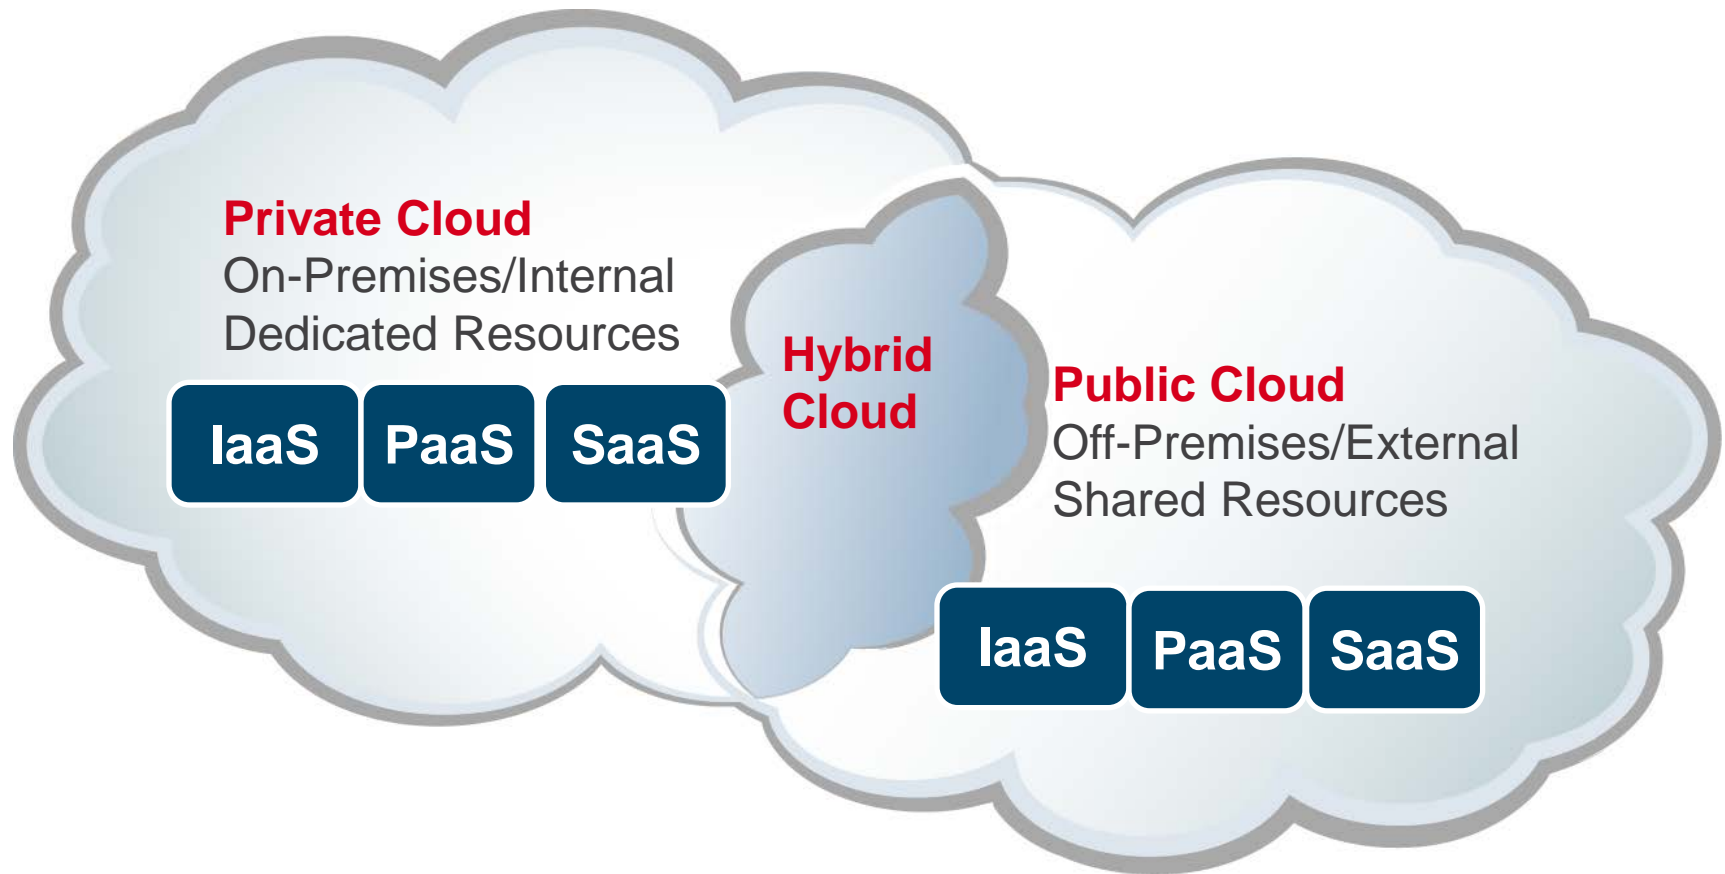 Private Cloud
On-Premises/Internal
Dedicated Resources
IaaS PaaS SaaS
Hybrid
Cloud
Public Cloud
Off-Premises/External
Shared Resources
IaaS PaaS SaaS